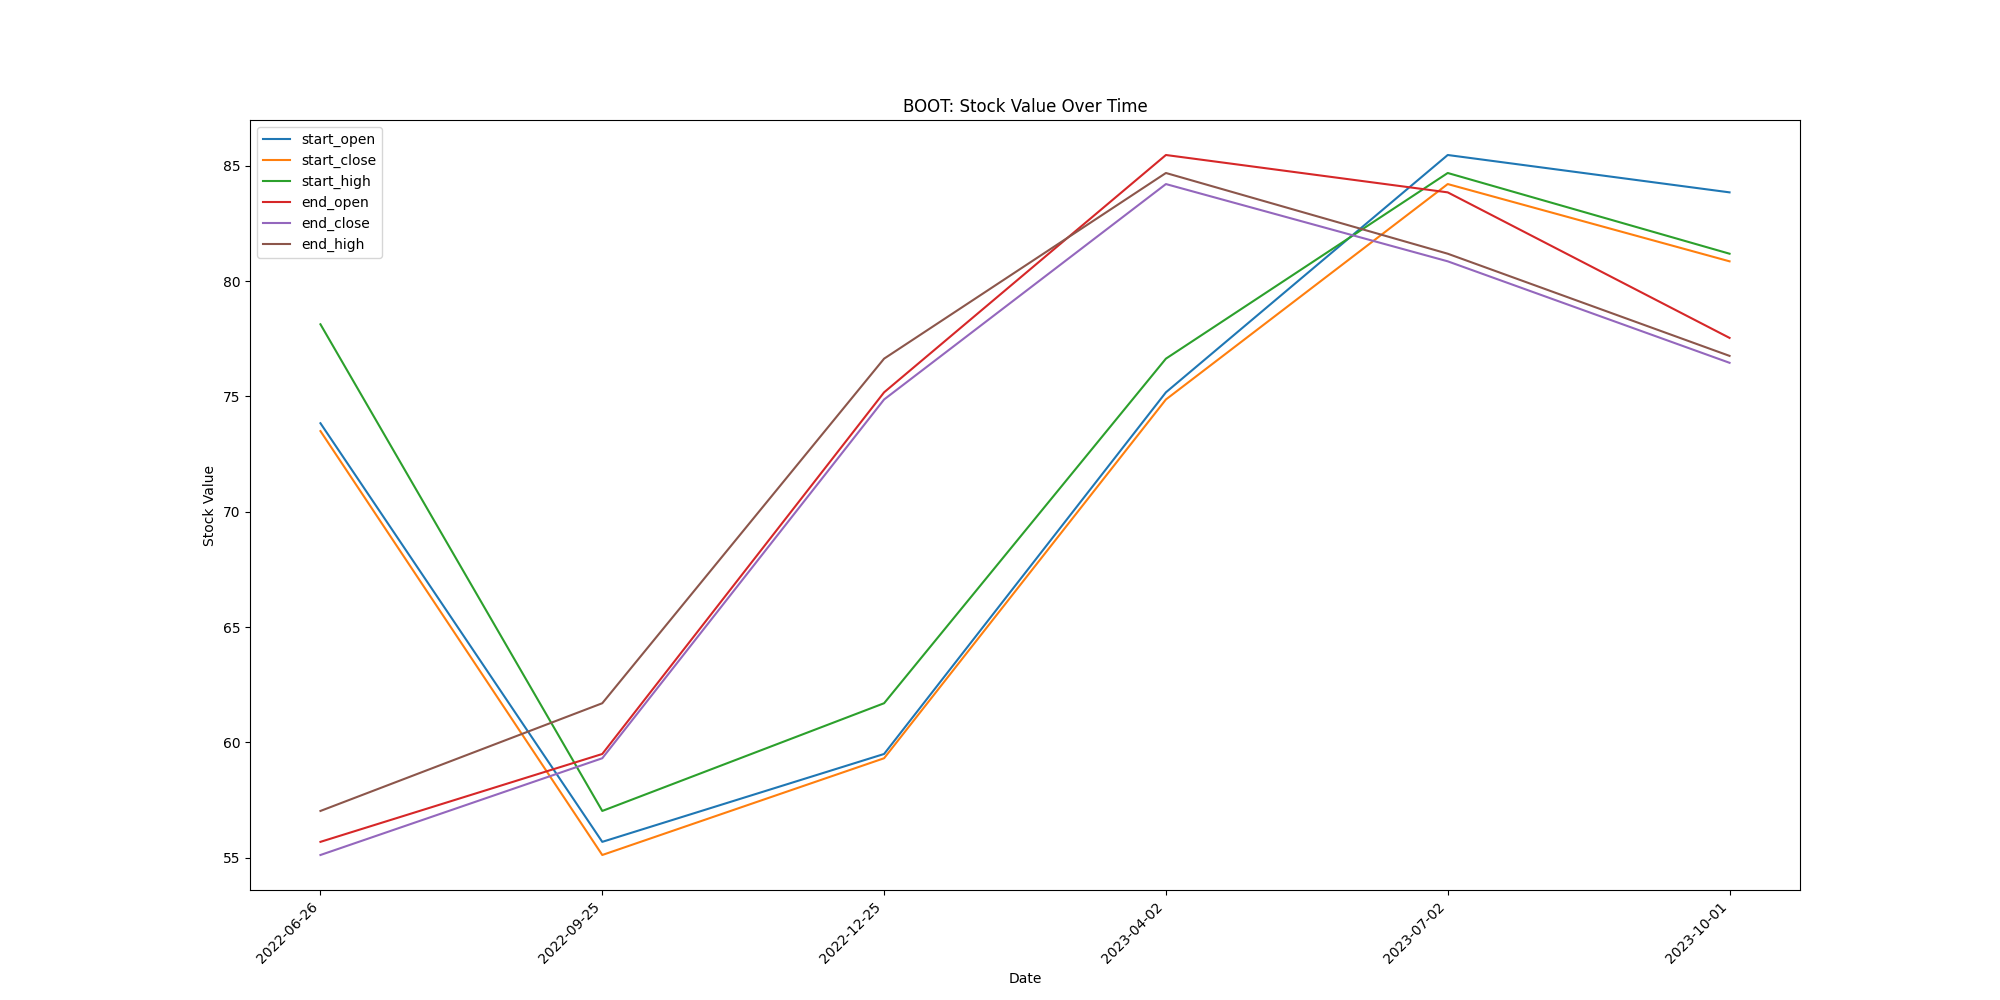 BOOT: Stock Value Over Time
start_open
start_close
start_high
end_open
end_close
end_high
85
80
75
70
65
60
55
Stock Value
2022-06-26
2022-09-25
2022-12-25
2023-04-02
2023-07-02
2023-10-01
Date